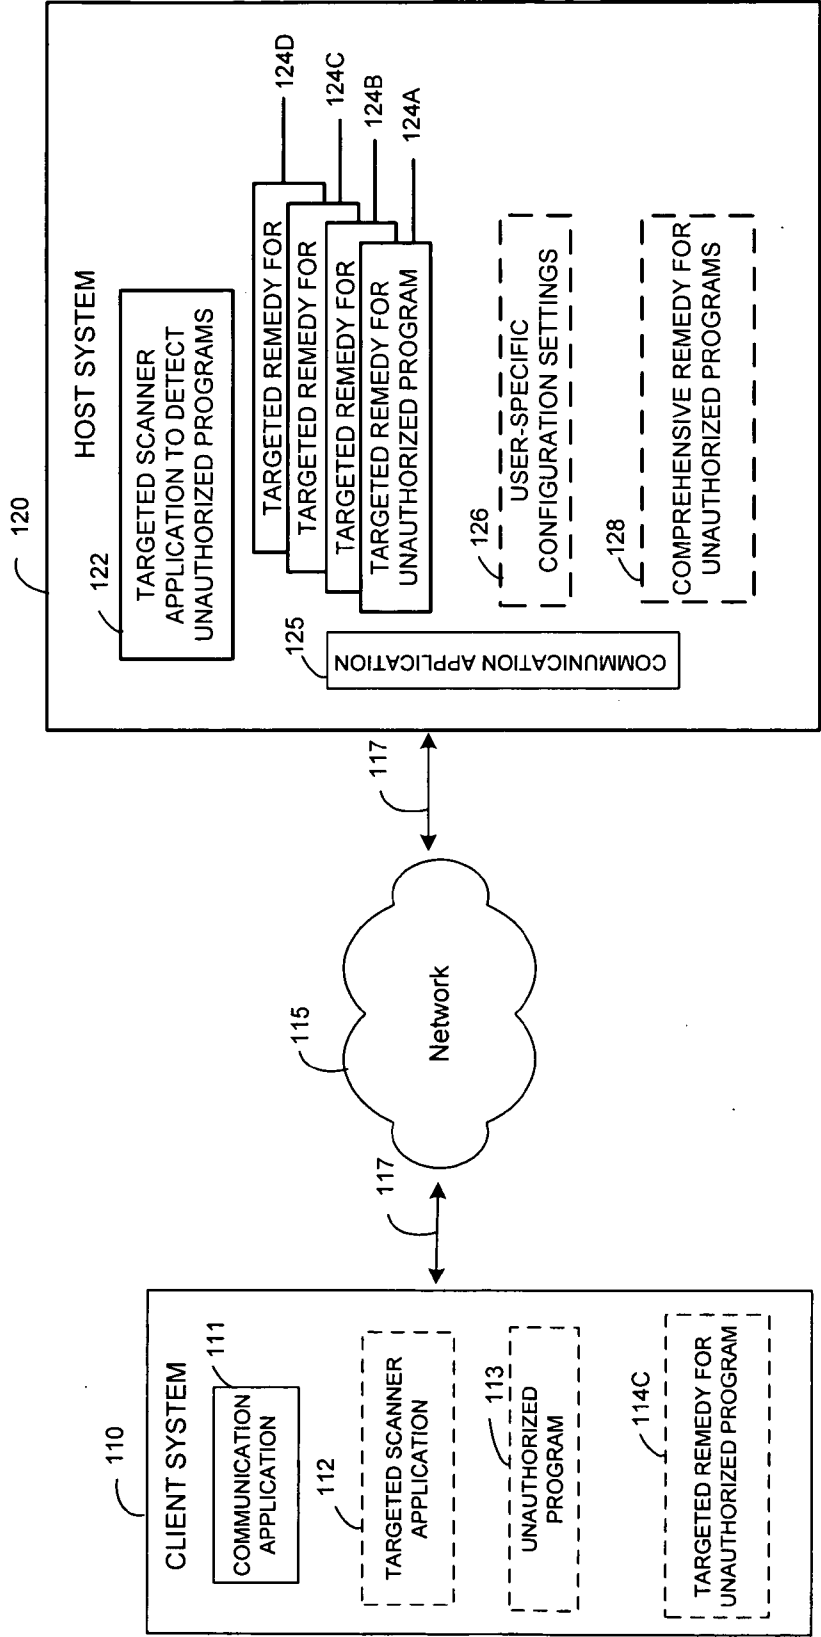 110
CLIENT SYSTEM
111
COMMUNICATION
APPLICATION
112
TARGETED SCANNER
APPLICATION
113
UNAUTHORIZED
PROGRAM
114C
TARGETED REMEDY FOR
UNAUTHORIZED PROGRAM
117
115
Network
117
120
HOST SYSTEM
122
TARGETED SCANNER
APPLICATION TO DETECT
UNAUTHORIZED PROGRAMS
TARGETED REMEDY FOR
124D
TARGETED REMEDY FOR
124C
TARGETED REMEDY FOR
124B
TARGETED REMEDY FOR
UNAUTHORIZED PROGRAM
124A
125
COMMUNICATION APPLICATION
126
USER-SPECIFIC
CONFIGURATION SETTINGS
128
COMPREHENSIVE REMEDY FOR
UNAUTHORIZED PROGRAMS